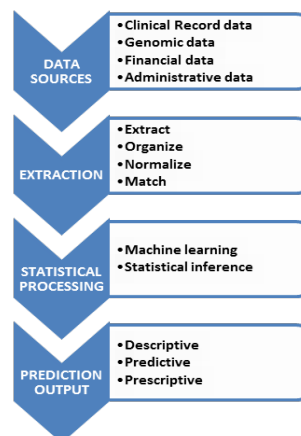 DATA
SOURCES
•Clinical Record data
•Genomic data
•Financial data
•Administrative data
EXTRACTION
•Extract
•Organize
•Normalize
•Match
STATISTICAL
PROCESSING
•Machine learning
•Statistical inference
PREDICTION
OUTPUT
•Descriptive
•Predictive
•Prescriptive